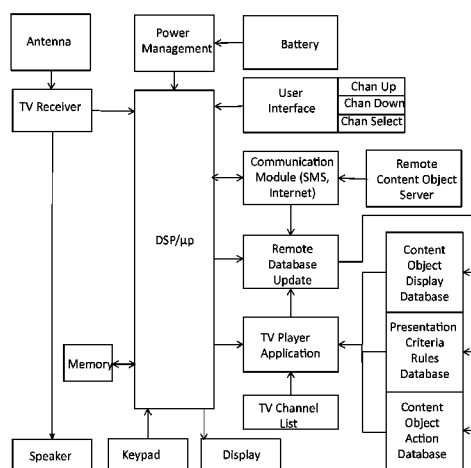 Antenna
Power
Management
Battery
TV Receiver
User
Interface
Chan Up
Chan Down
Chan Select
Communication
Module (SMS,
Internet)
Remote
Content Object
Server
DSP/μp
Remote
Database
Update
Content
Object
Display
Database
TV Player
Application
Presentation
Criteria
Rules
Database
Memory
TV Channel
List
Content
Object
Action
Database
Speaker
Keypad
Display